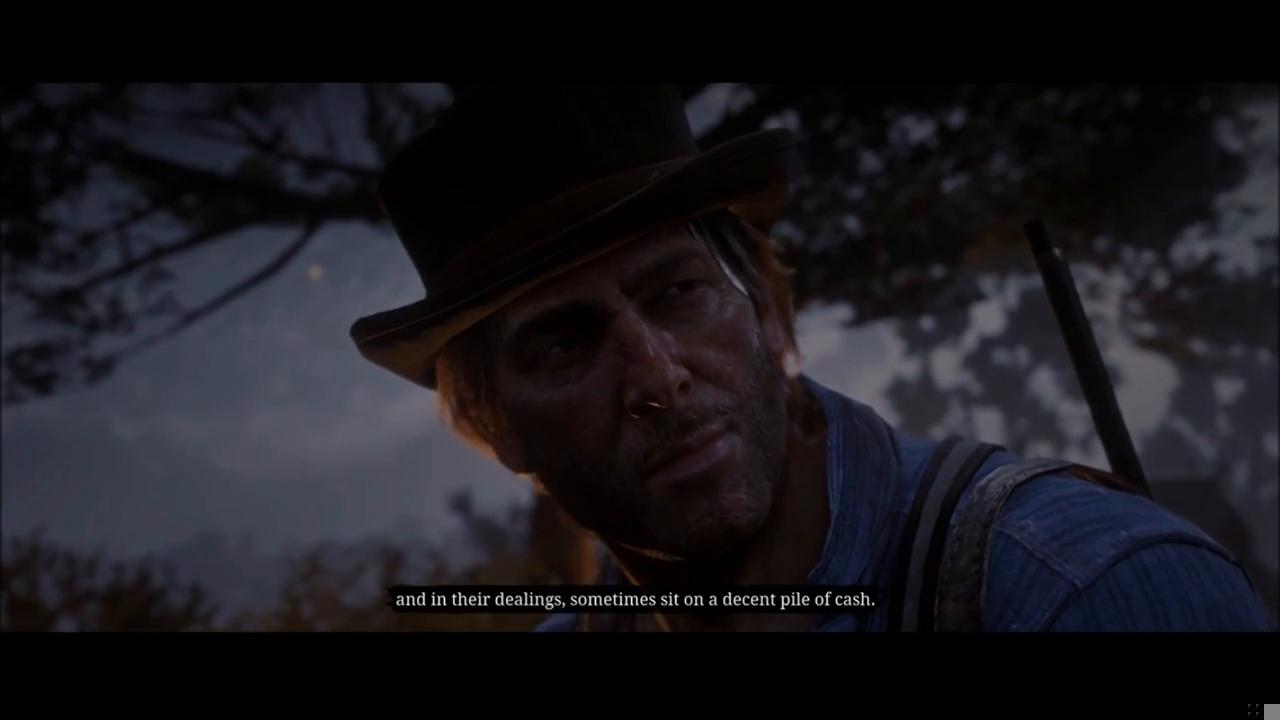 and in their dealings, sometimes sit on a decent pile of cash.